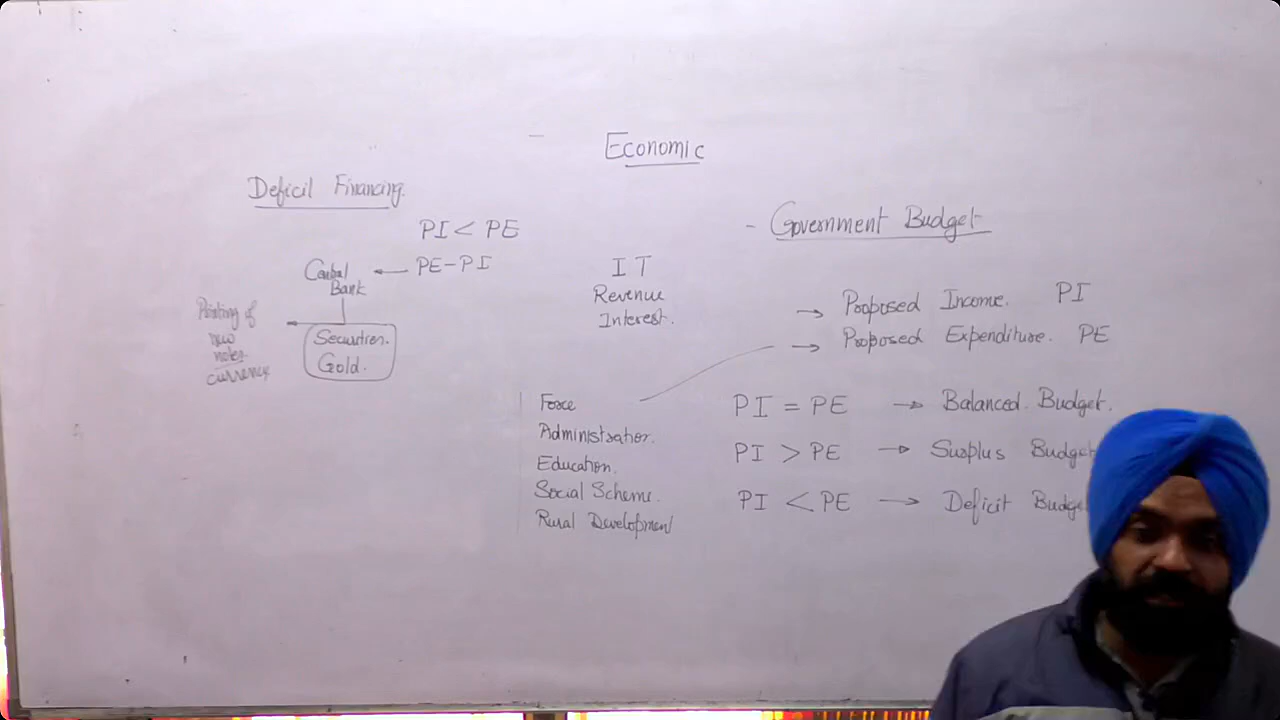 Economic
Deficit Financing.
PI < PE
PE - PI
Central
Bank
Printing of
new
notes
currency
Securities.
Gold.
I T
Revenue
Interest.
- Government Budget
→ Proposed Income. PI
→ Proposed Expenditure. PE
Force
Administration.
Education.
Social Scheme.
Rural Development
PI = PE → Balanced Budget.
PI > PE → Surplus Budget
PI < PE → Deficit Budge